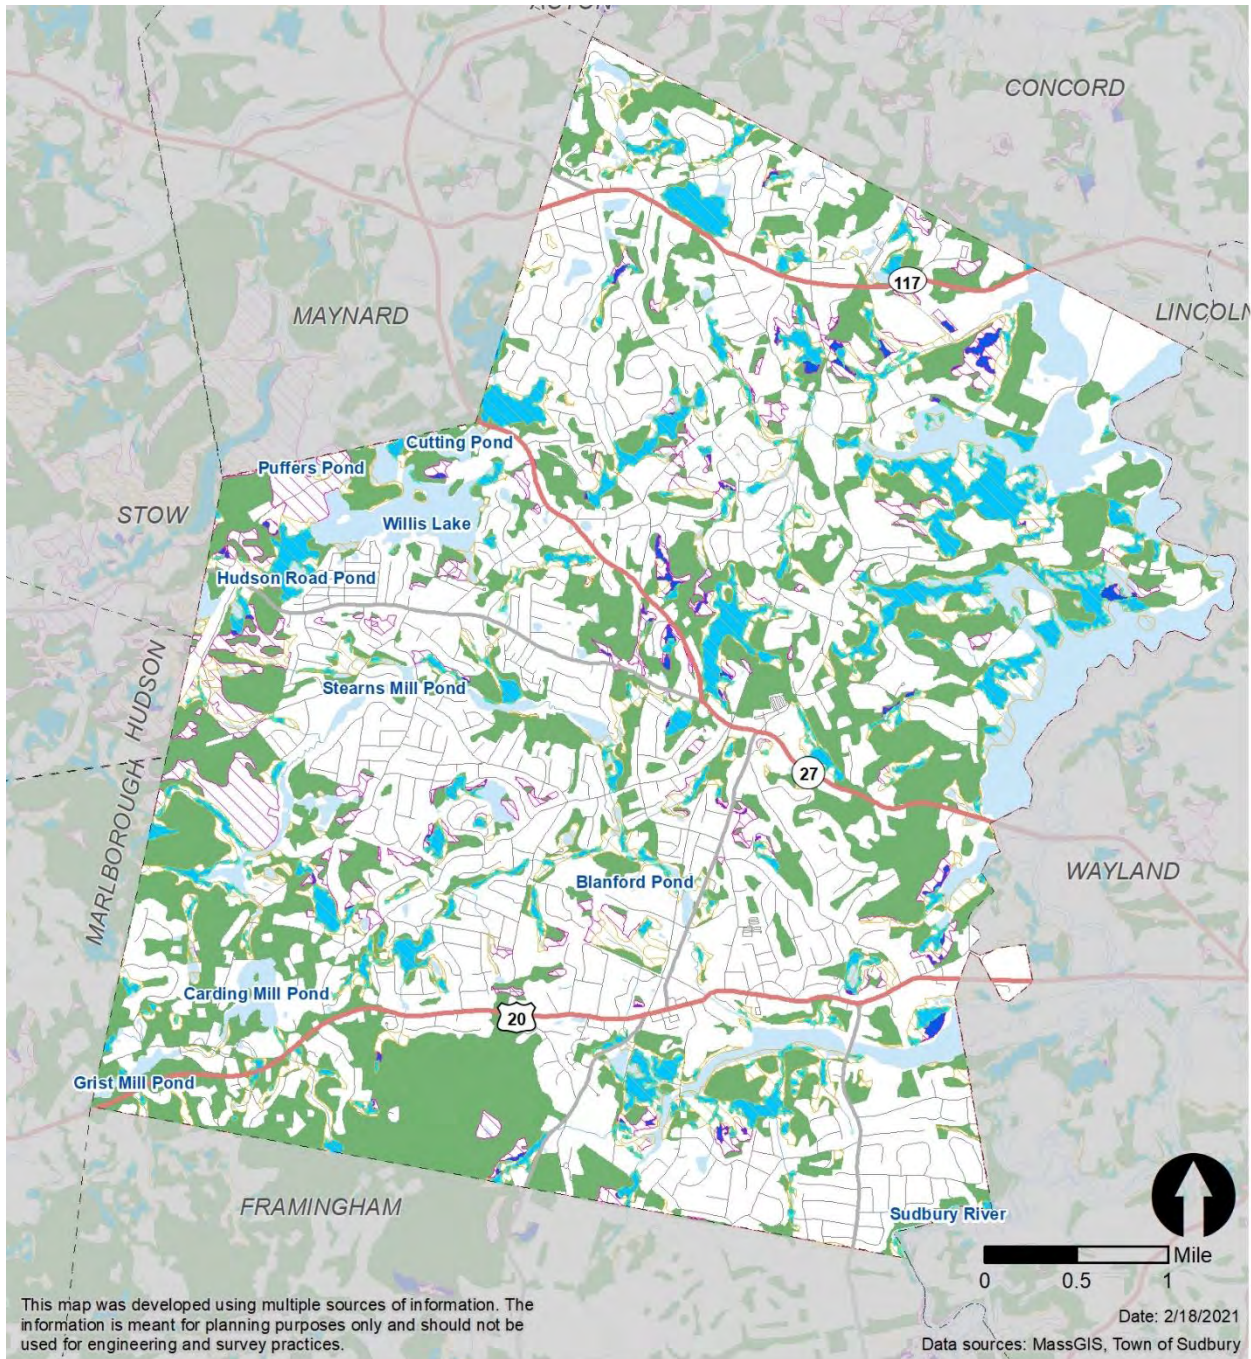 ACTON
CONCORD
117
LINCOLN
MAYNARD
Cutting Pond
Puffers Pond
STOW
Willis Lake
Hudson Road Pond
HUDSON
Stearns Mill Pond
27
MARLBOROUGH
WAYLAND
Blanford Pond
Carding Mill Pond
20
Grist Mill Pond
FRAMINGHAM
Sudbury River
Mile
0 0.5 1
This map was developed using multiple sources of information. The
information is meant for planning purposes only and should not be
used for engineering and survey practices.
Date: 2/18/2021
Data sources: MassGIS, Town of Sudbury